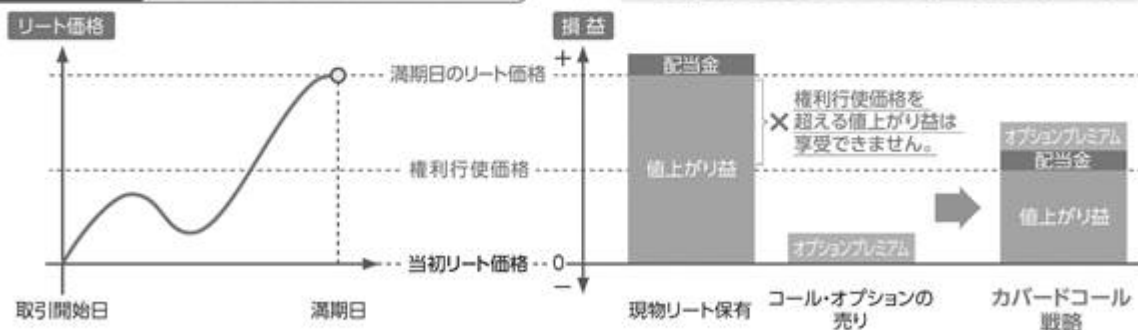 リート価格
満期日のリート価格
権利行使価格
当初リート価格
取引開始日
満期日
損益
+
0
−
配当金
値上がり益
×
権利行使価格を
超える値上がり益は
享受できません。
オプションプレミアム
オプションプレミアム
配当金
値上がり益
現物リート保有
コール・オプションの
売り
カバードコール
戦略